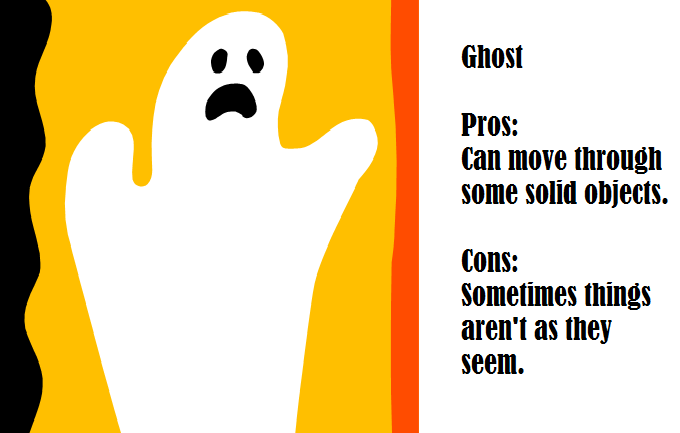 Ghost
Pros:
Can move through
some solid objects.
Cons:
Sometimes things
aren't as they
seem.